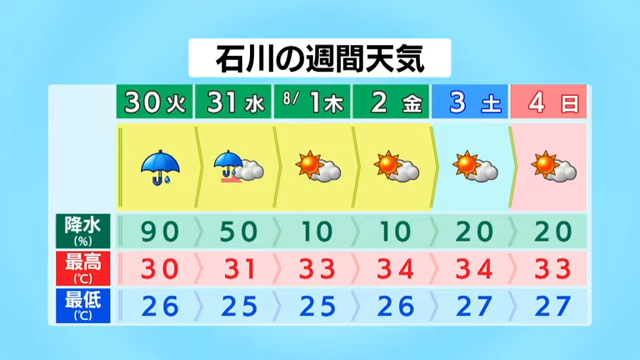 石川の週間天気
30火 31水 8/1木 2金 3土 4日
降水(%) 90 50 10 10 20 20
最高(℃) 30 31 33 34 34 33
最低(℃) 26 25 25 26 27 27